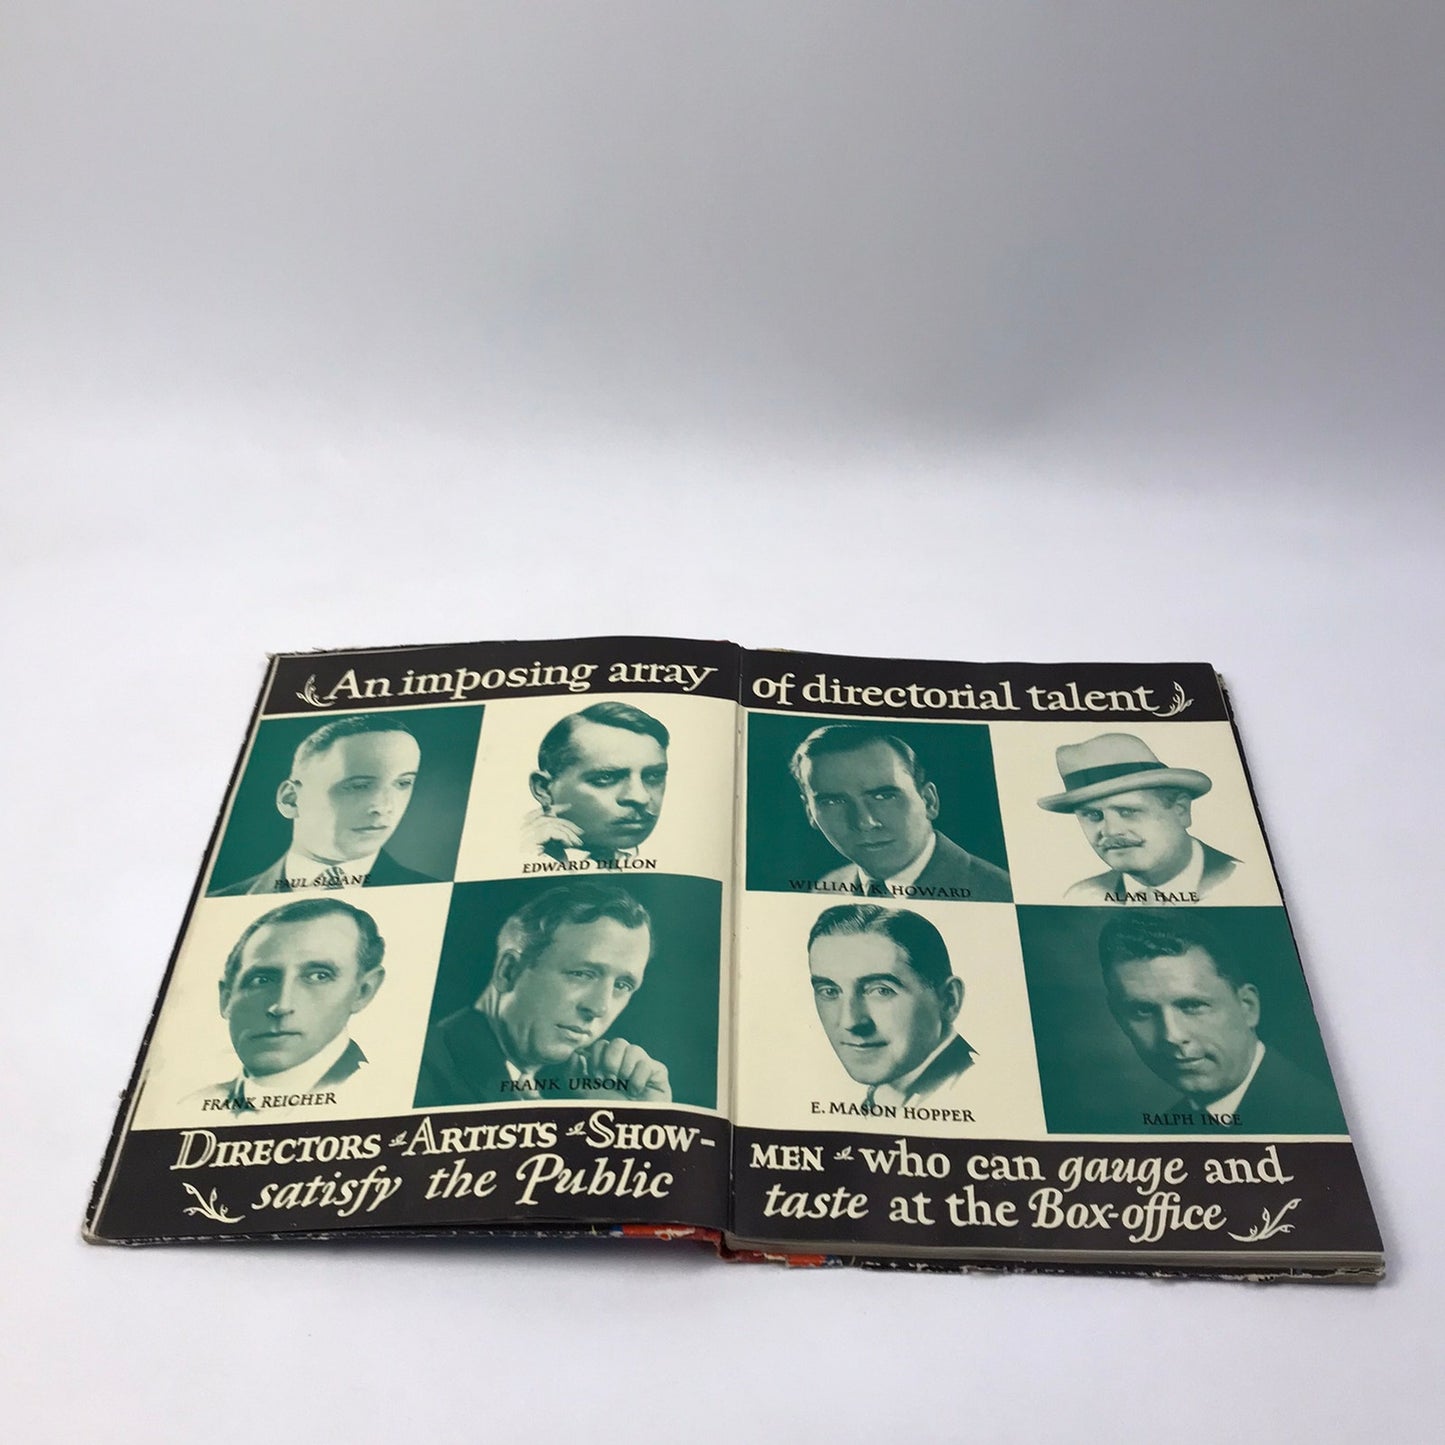 An imposing array of directorial talent
PAUL SLOANE
EDWARD DILLON
WILLIAM K. HOWARD
ALAN HALE
FRANK REICHER
FRANK URSON
E. MASON HOPPER
RALPH INCE
DIRECTORS ARTISTS SHOW-MEN who can gauge and
satisfy the Public taste at the Box-office